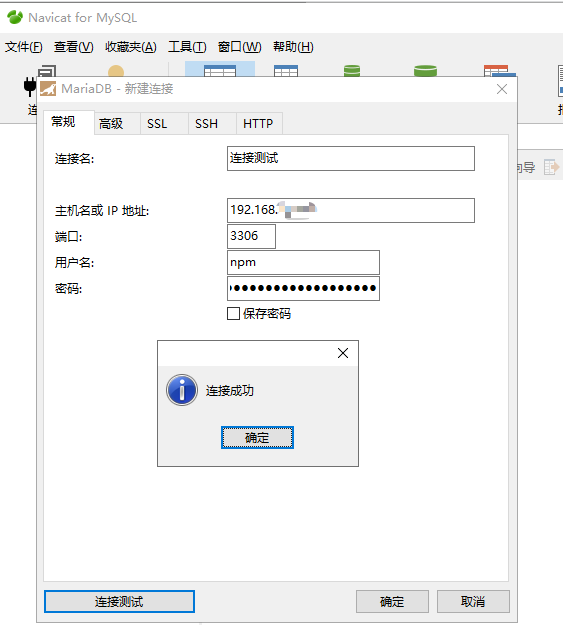 Navicat for MySQL
文件(F) 查看(V) 收藏夹(A) 工具(T) 窗口(W) 帮助(H)
MariaDB - 新建连接
常规 高级 SSL SSH HTTP
连接名: 连接测试
向导
主机名或 IP 地址: 192.168.
端口: 3306
用户名: npm
密码: ••••••••••••••••••
保存密码
连接成功
确定
连接测试 确定 取消